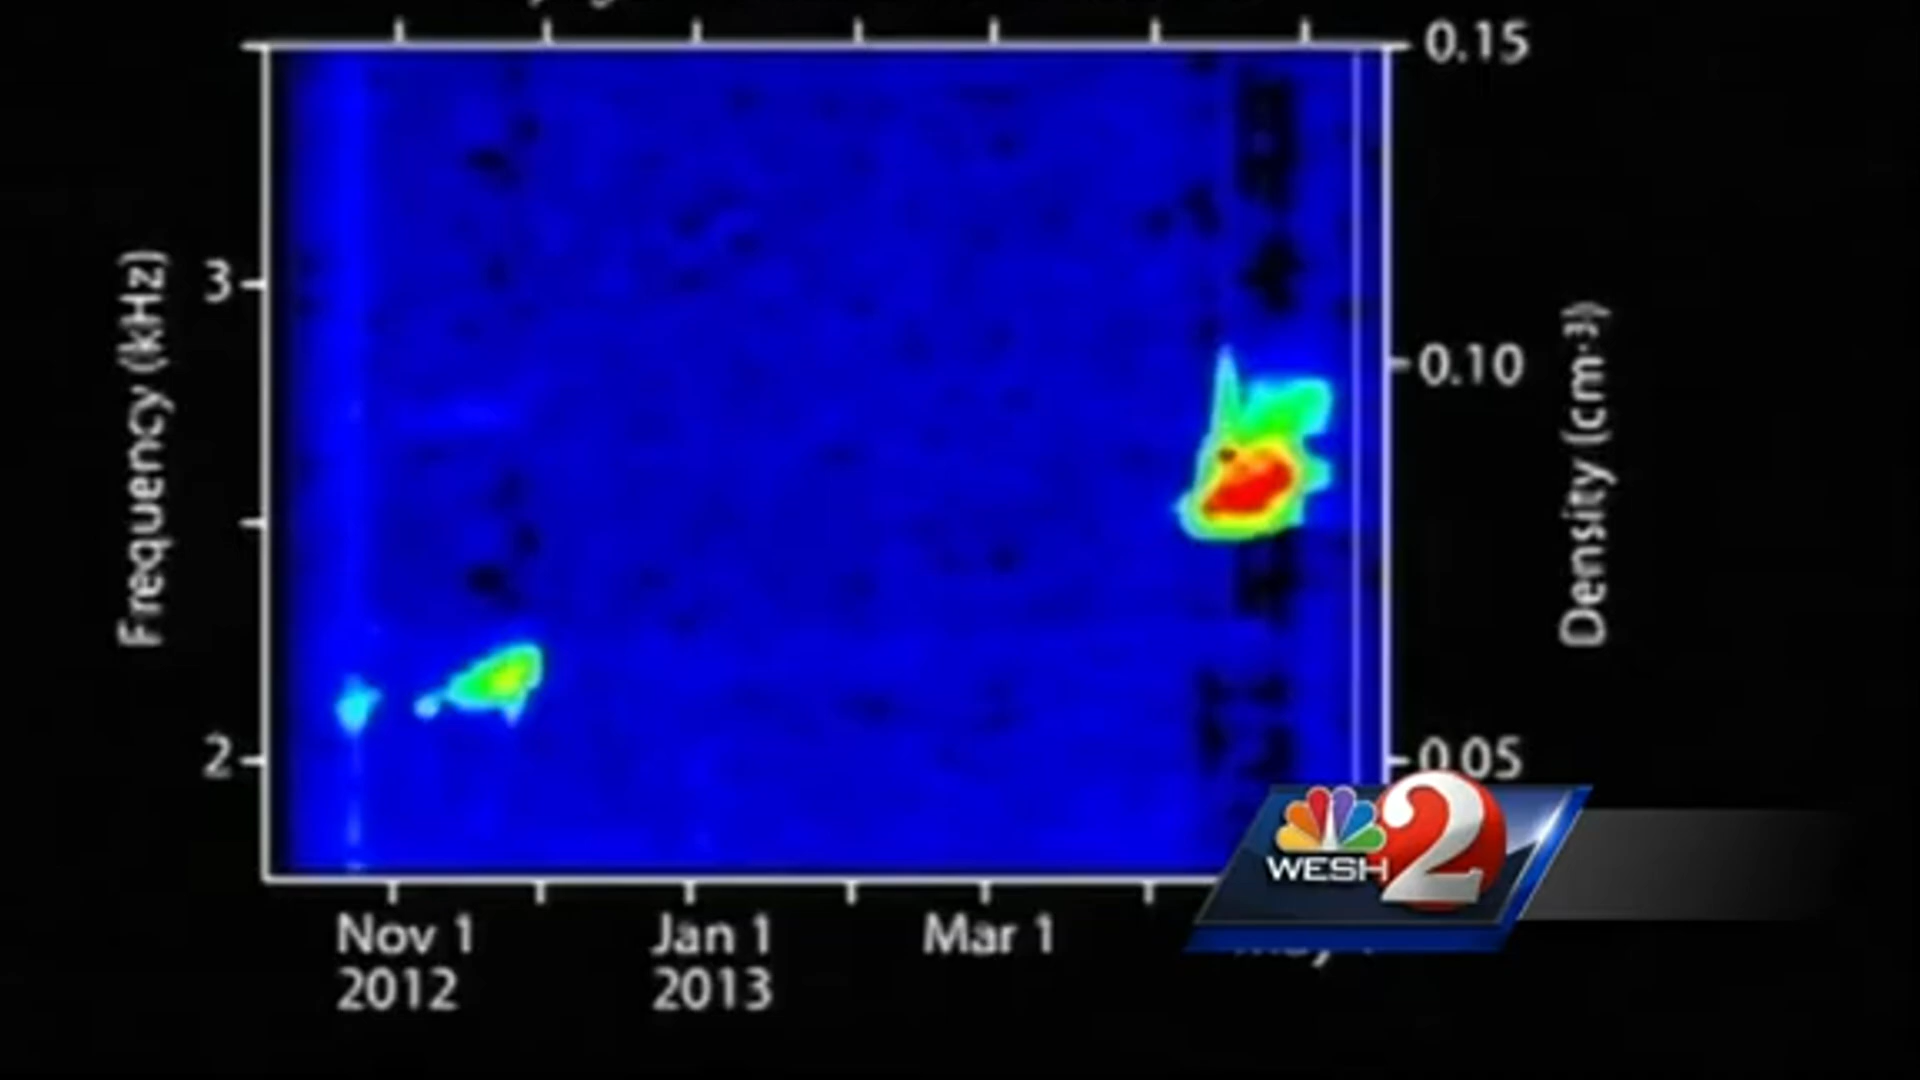 0.15
3
0.10
Frequency (kHz)
Density (cm-3)
2
0.05
WESH 2
Nov 1
2012
Jan 1
2013
Mar 1